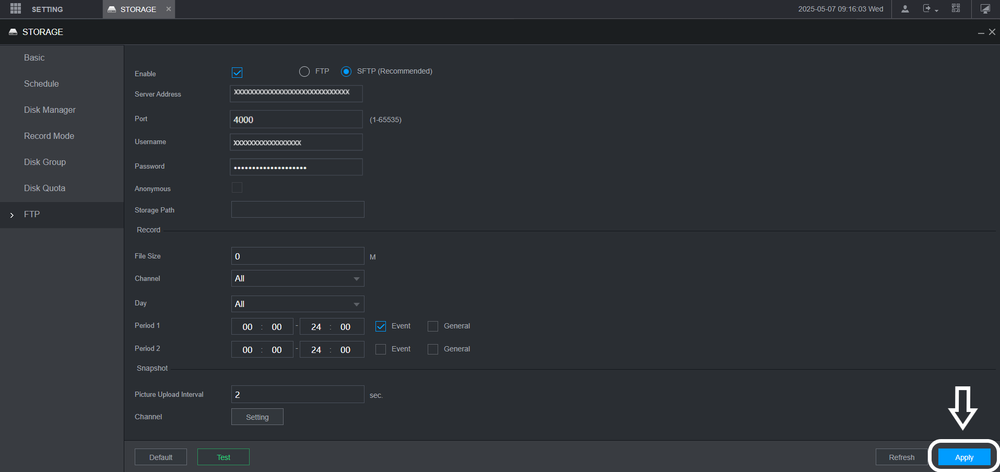 SETTING STORAGE × 2025-05-07 09:16:03 Wed
STORAGE
Basic
Schedule
Disk Manager
Record Mode
Disk Group
Disk Quota
FTP
Enable FTP SFTP (Recommended)
Server Address xxxxxxxxxxxxxxxxxxxxxxxxxxxxx
Port 4000 (1-65535)
Username xxxxxxxxxxxxxxxxx
Password ••••••••••••••••••••
Anonymous
Storage Path
Record
File Size 0 M
Channel All
Day All
Period 1 00 : 00 - 24 : 00 Event General
Period 2 00 : 00 - 24 : 00 Event General
Snapshot
Picture Upload Interval 2 sec.
Channel Setting
Default Test Refresh Apply